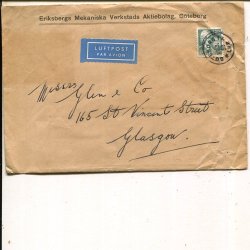 Eriksbergs Mekaniska Verkstads Aktiebolag, Göteborg
LUFTPOST
PAR AVION
Messrs
Glen & Co
165 St Vincent Street
Glasgow.